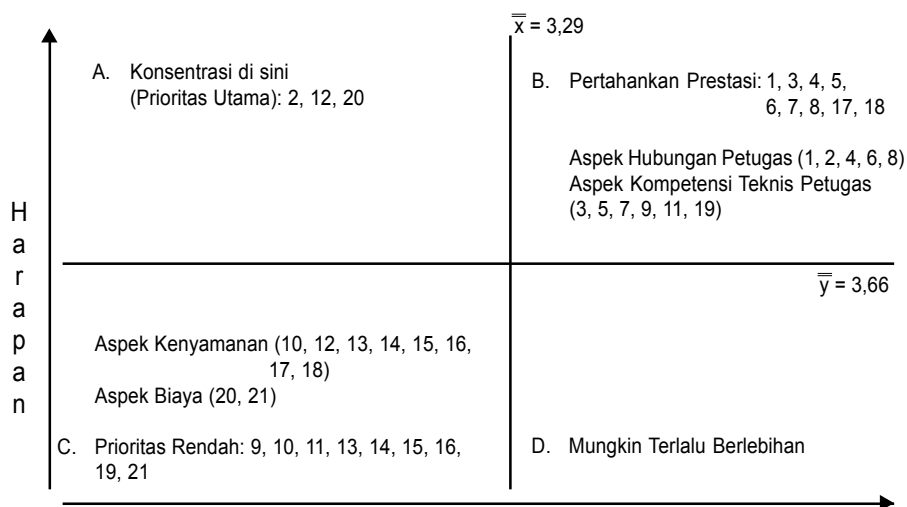 x̿ = 3,29
A. Konsentrasi di sini
(Prioritas Utama): 2, 12, 20
B. Pertahankan Prestasi: 1, 3, 4, 5,
6, 7, 8, 17, 18
Aspek Hubungan Petugas (1, 2, 4, 6, 8)
Aspek Kompetensi Teknis Petugas
(3, 5, 7, 9, 11, 19)
Harapan
y̿ = 3,66
Aspek Kenyamanan (10, 12, 13, 14, 15, 16,
17, 18)
Aspek Biaya (20, 21)
C. Prioritas Rendah: 9, 10, 11, 13, 14, 15, 16,
19, 21
D. Mungkin Terlalu Berlebihan